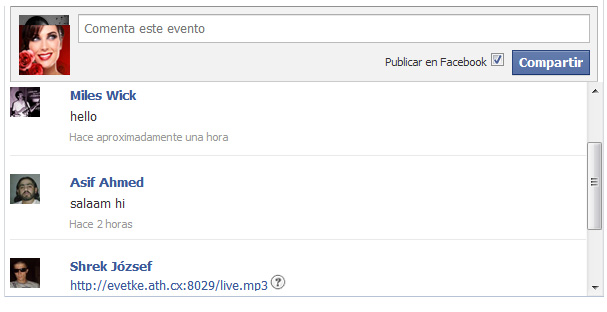 Comenta este evento
Publicar en Facebook Compartir
Miles Wick
hello
Hace aproximadamente una hora
Asif Ahmed
salaam hi
Hace 2 horas
Shrek József
http://evetke.ath.cx:8029/live.mp3 ?